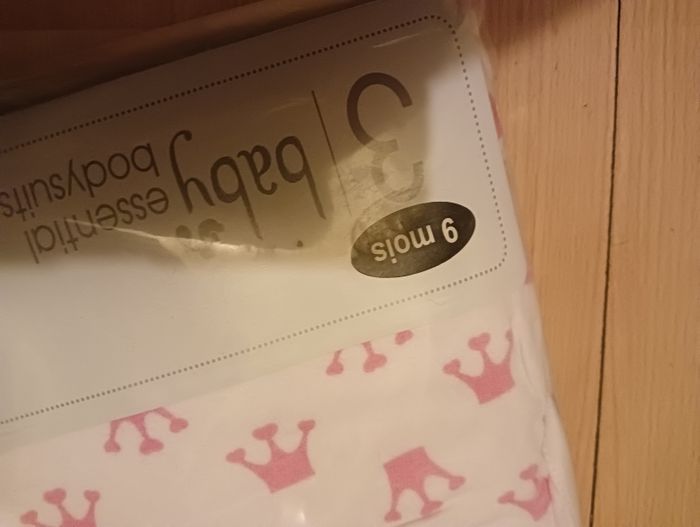 9 mois
3
baby
essential
bodysuits